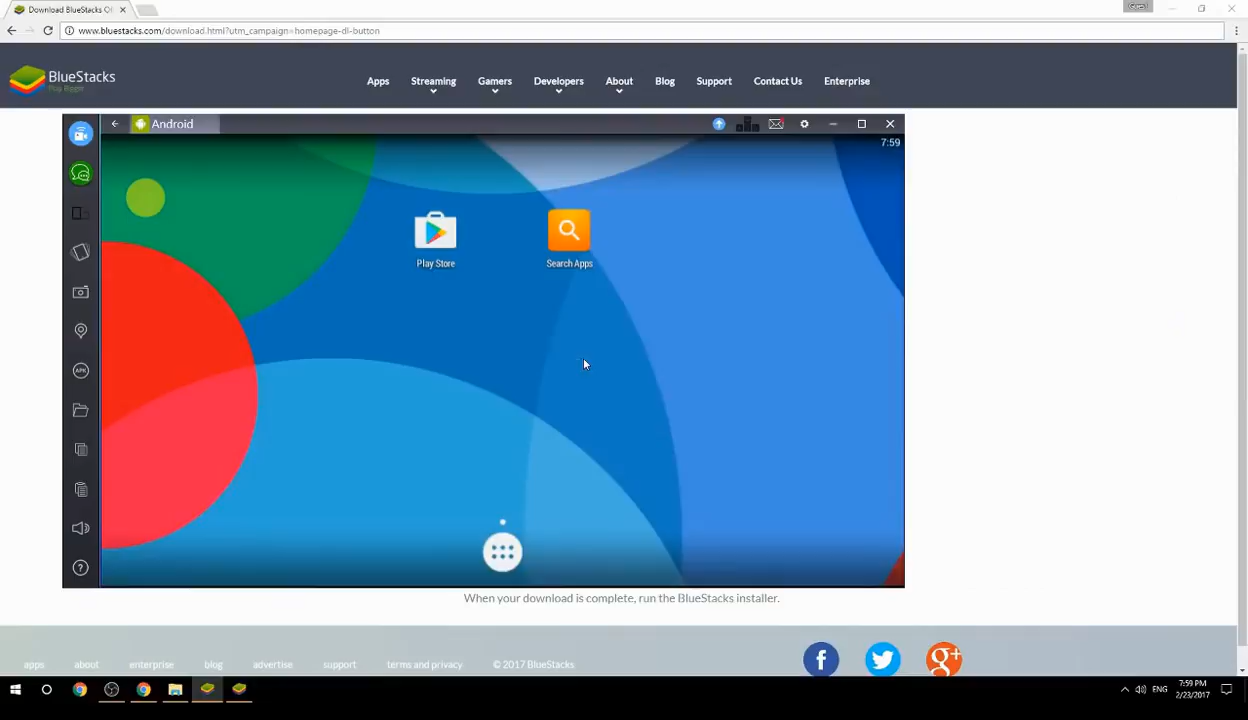 Download BlueStacks Of
www.bluestacks.com/download.html?utm_campaign=homepage-dl-button
BlueStacks
Play Bigger
Apps Streaming Gamers Developers About Blog Support Contact Us Enterprise
Android
7:59
Play Store
Search Apps
APK
When your download is complete, run the BlueStacks installer.
apps about enterprise blog advertise support terms and privacy © 2017 BlueStacks
f
g+
ENG
7:59 PM
2/23/2017